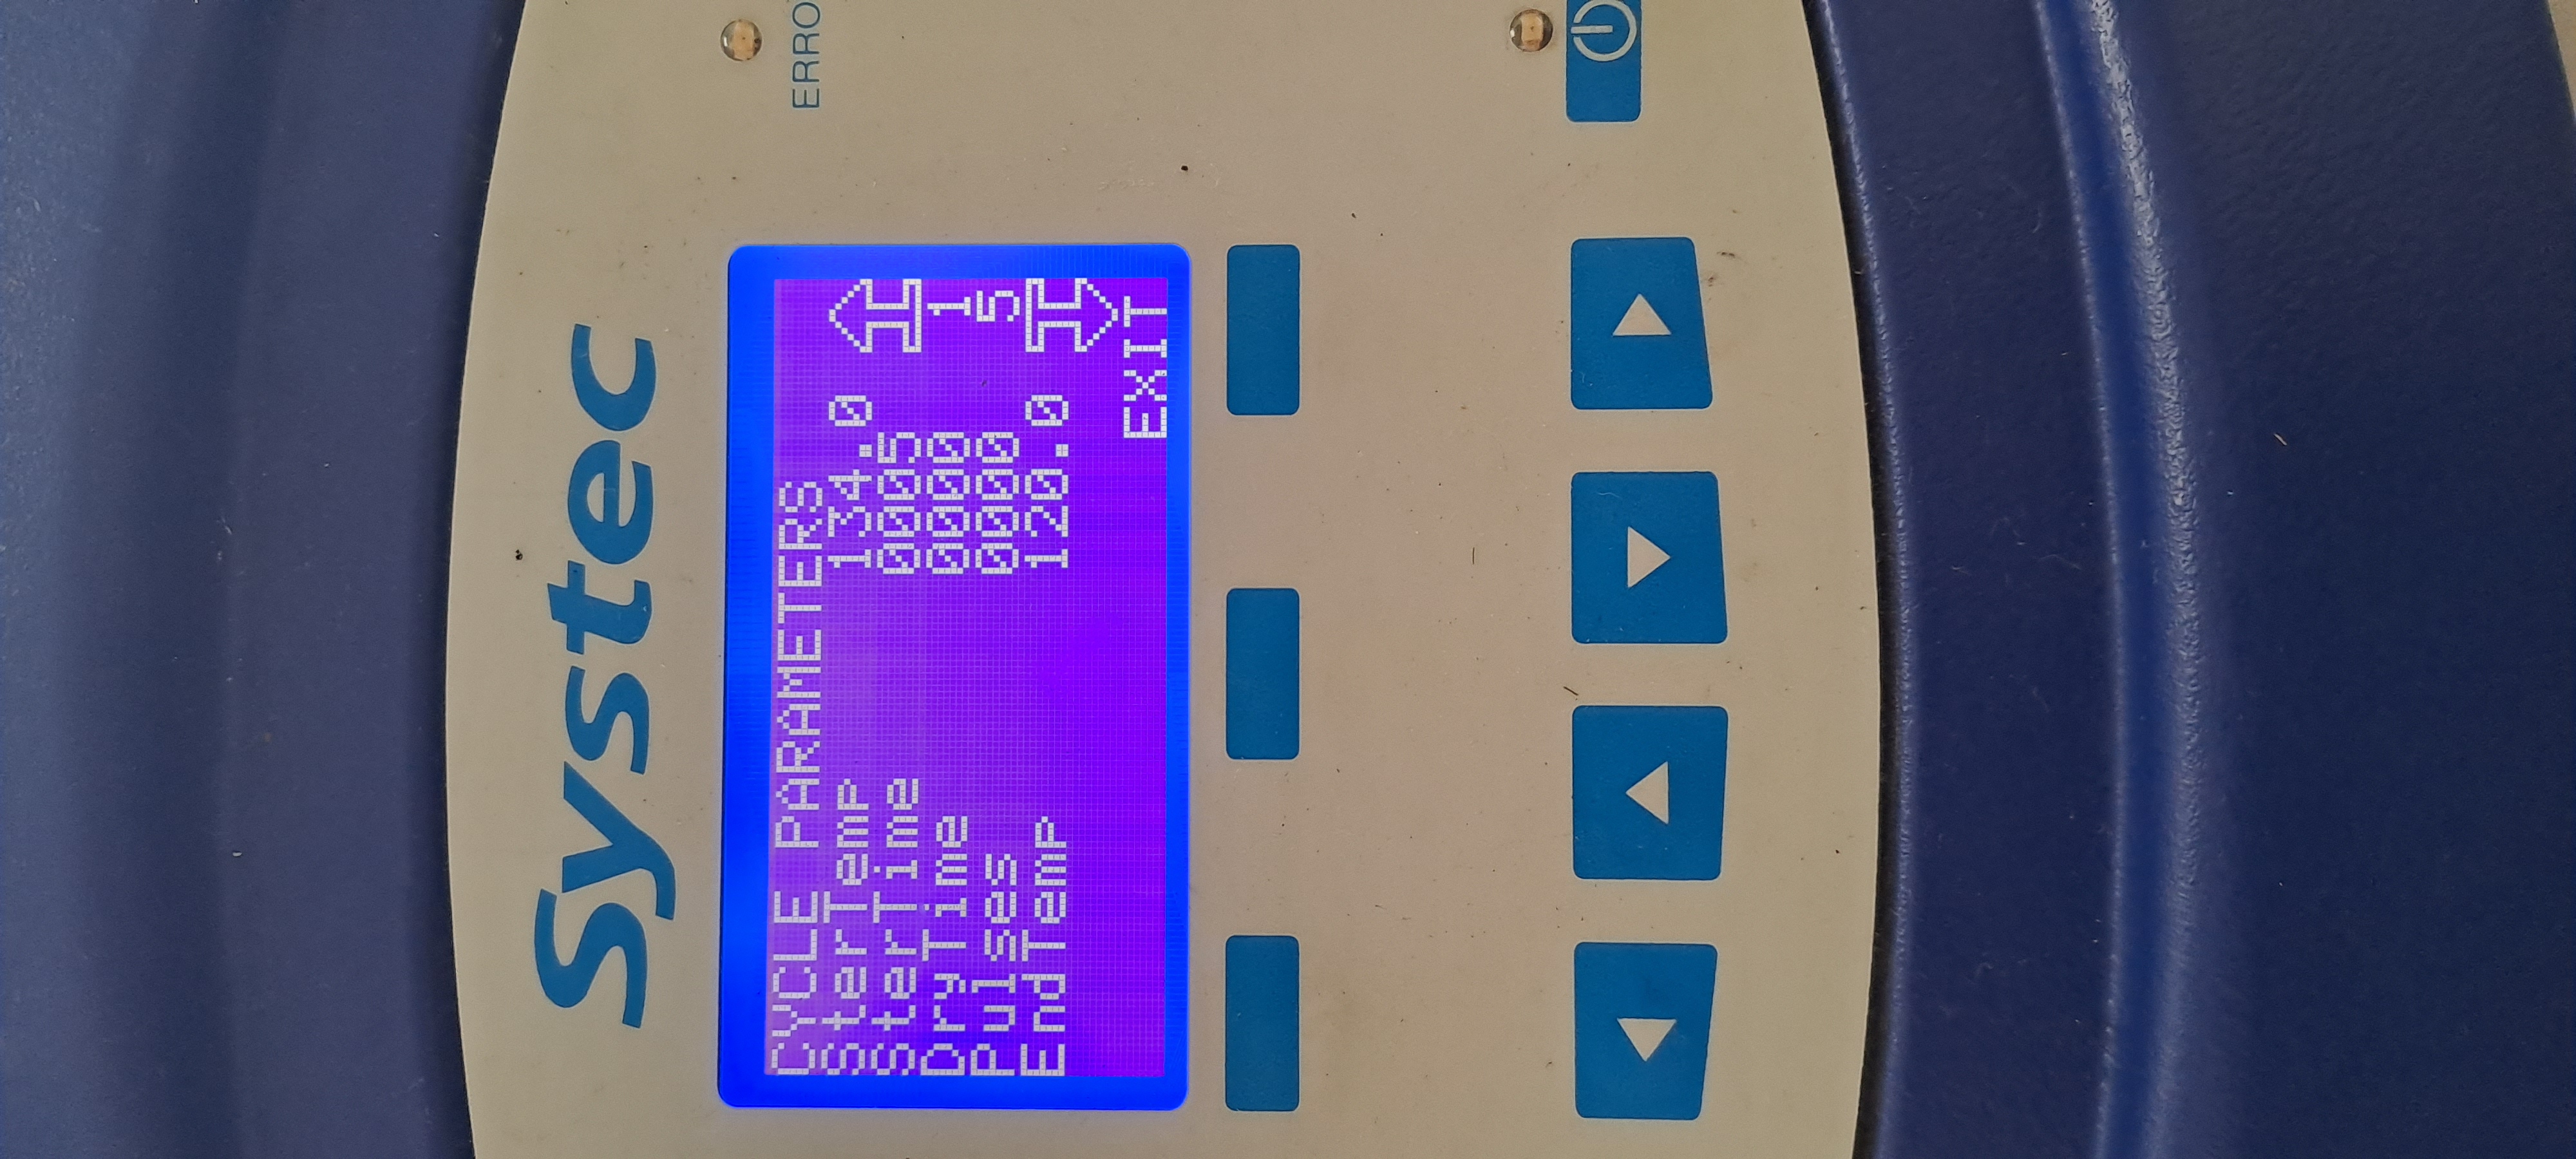 Systec
CYCLE PARAMETERS
SterTemp 134.0
SterTime 0005
DryTime 0000 1
Pulses 0000 5
EndTemp 120.0
EXIT
ERRO